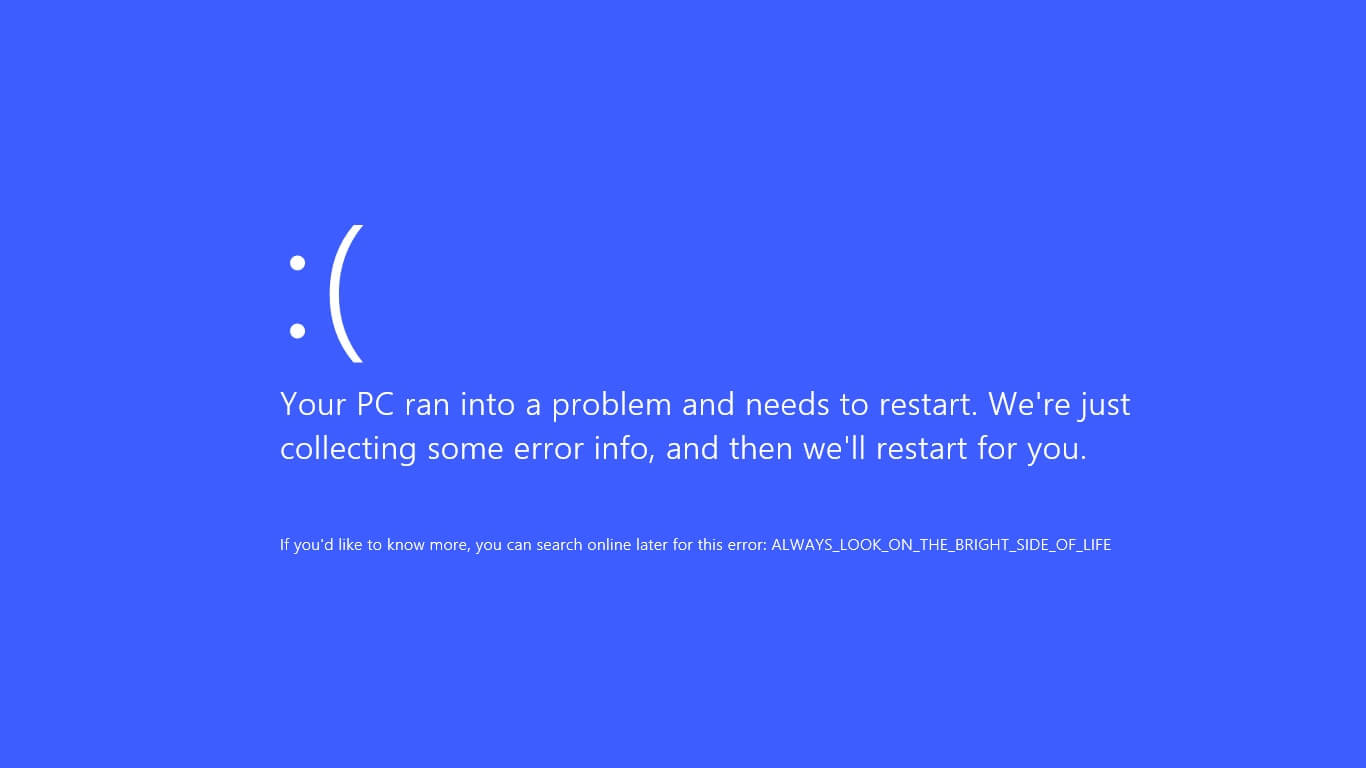 :(
Your PC ran into a problem and needs to restart. We're just
collecting some error info, and then we'll restart for you.
If you'd like to know more, you can search online later for this error: ALWAYS_LOOK_ON_THE_BRIGHT_SIDE_OF_LIFE